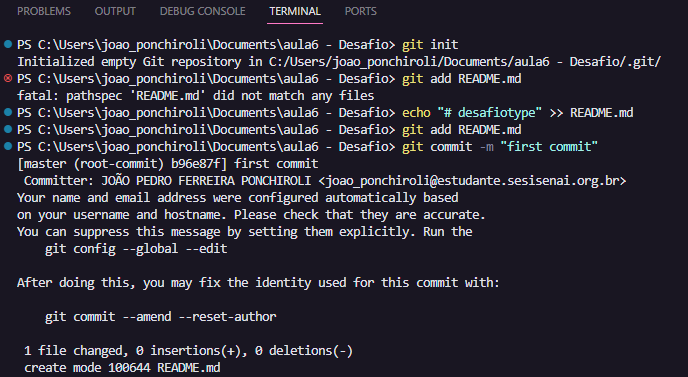 PROBLEMS OUTPUT DEBUG CONSOLE TERMINAL PORTS
PS C:\Users\joao_ponchiroli\Documents\aula6 - Desafio> git init
Initialized empty Git repository in C:/Users/joao_ponchiroli/Documents/aula6 - Desafio/.git/
PS C:\Users\joao_ponchiroli\Documents\aula6 - Desafio> git add README.md
fatal: pathspec 'README.md' did not match any files
PS C:\Users\joao_ponchiroli\Documents\aula6 - Desafio> echo "# desafiotype" >> README.md
PS C:\Users\joao_ponchiroli\Documents\aula6 - Desafio> git add README.md
PS C:\Users\joao_ponchiroli\Documents\aula6 - Desafio> git commit -m "first commit"
[master (root-commit) b96e87f] first commit
 Committer: JOÃO PEDRO FERREIRA PONCHIROLI <joao_ponchiroli@estudante.sesisenai.org.br>
Your name and email address were configured automatically based
on your username and hostname. Please check that they are accurate.
You can suppress this message by setting them explicitly. Run the
    git config --global --edit
After doing this, you may fix the identity used for this commit with:
    git commit --amend --reset-author
 1 file changed, 0 insertions(+), 0 deletions(-)
 create mode 100644 README.md